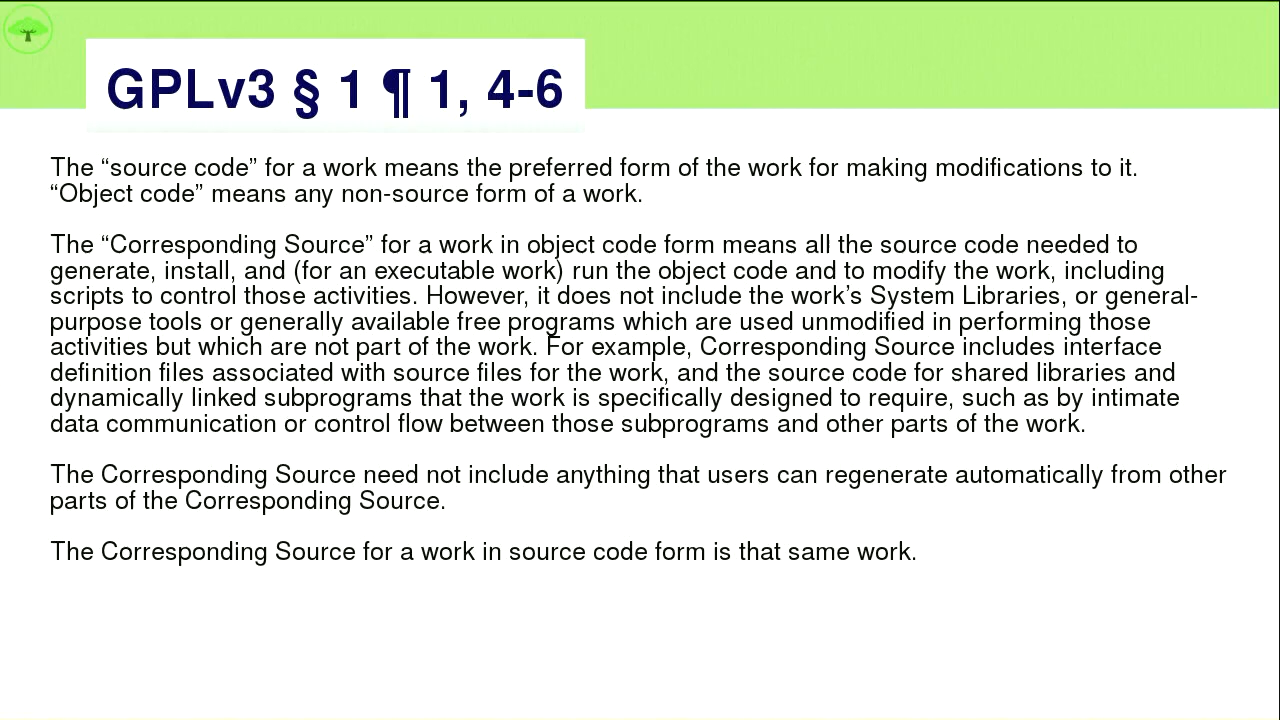 GPLv3 § 1 ¶ 1, 4-6
The “source code” for a work means the preferred form of the work for making modifications to it.
“Object code” means any non-source form of a work.
The “Corresponding Source” for a work in object code form means all the source code needed to
generate, install, and (for an executable work) run the object code and to modify the work, including
scripts to control those activities. However, it does not include the work’s System Libraries, or general-
purpose tools or generally available free programs which are used unmodified in performing those
activities but which are not part of the work. For example, Corresponding Source includes interface
definition files associated with source files for the work, and the source code for shared libraries and
dynamically linked subprograms that the work is specifically designed to require, such as by intimate
data communication or control flow between those subprograms and other parts of the work.
The Corresponding Source need not include anything that users can regenerate automatically from other
parts of the Corresponding Source.
The Corresponding Source for a work in source code form is that same work.